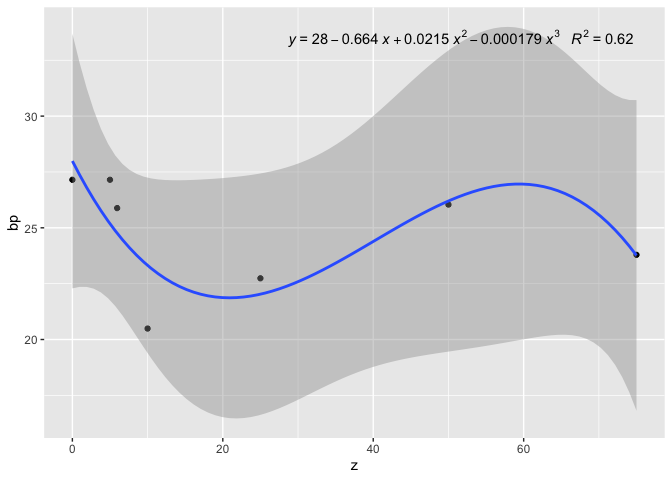 y = 28 − 0.664 x + 0.0215 x² − 0.000179 x³ R² = 0.62
30
25
20
bp
0 20 40 60
z